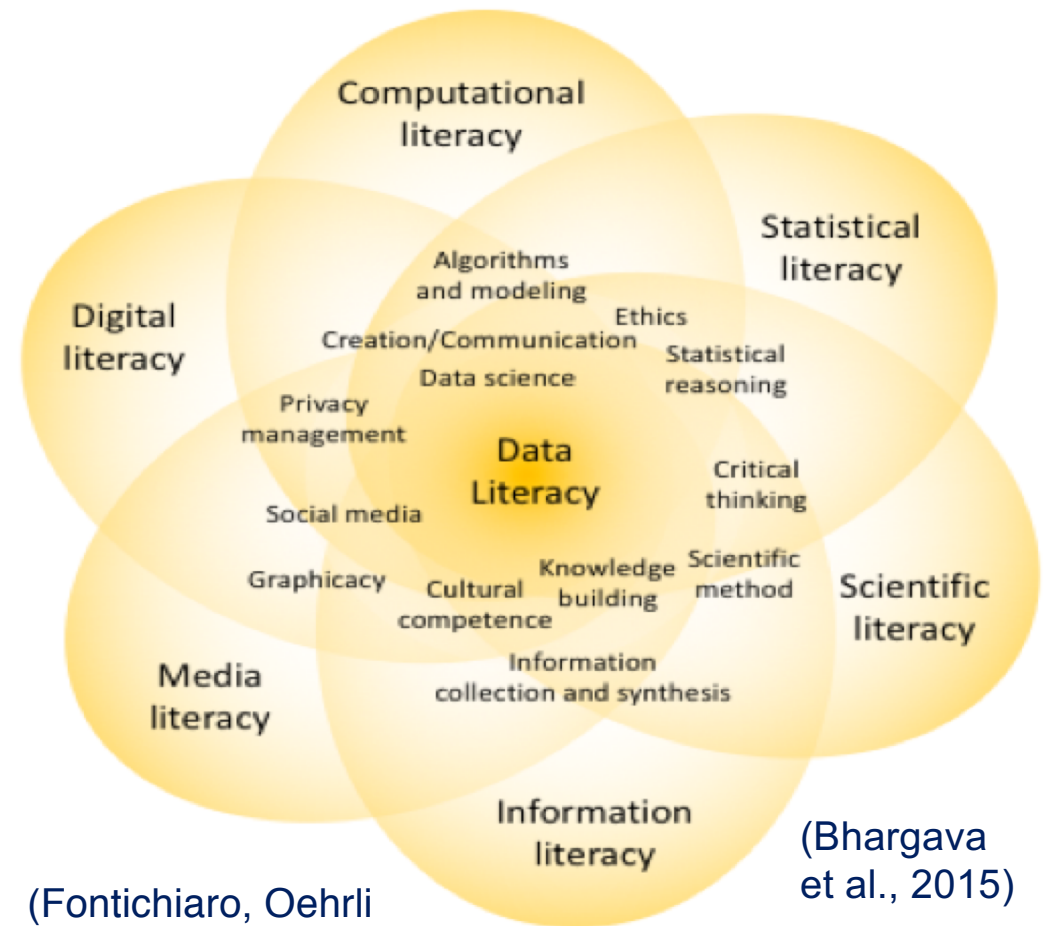 Computational
literacy
Statistical
literacy
Digital
literacy
Algorithms
and modeling
Ethics
Creation/Communication
Statistical
reasoning
Data science
Privacy
management
Data
Literacy
Critical
thinking
Social media
Graphicacy
Cultural
competence
Knowledge
building
Scientific
method
Scientific
literacy
Information
collection and synthesis
Media
literacy
Information
literacy
(Bhargava
et al., 2015)
(Fontichiaro, Oehrli